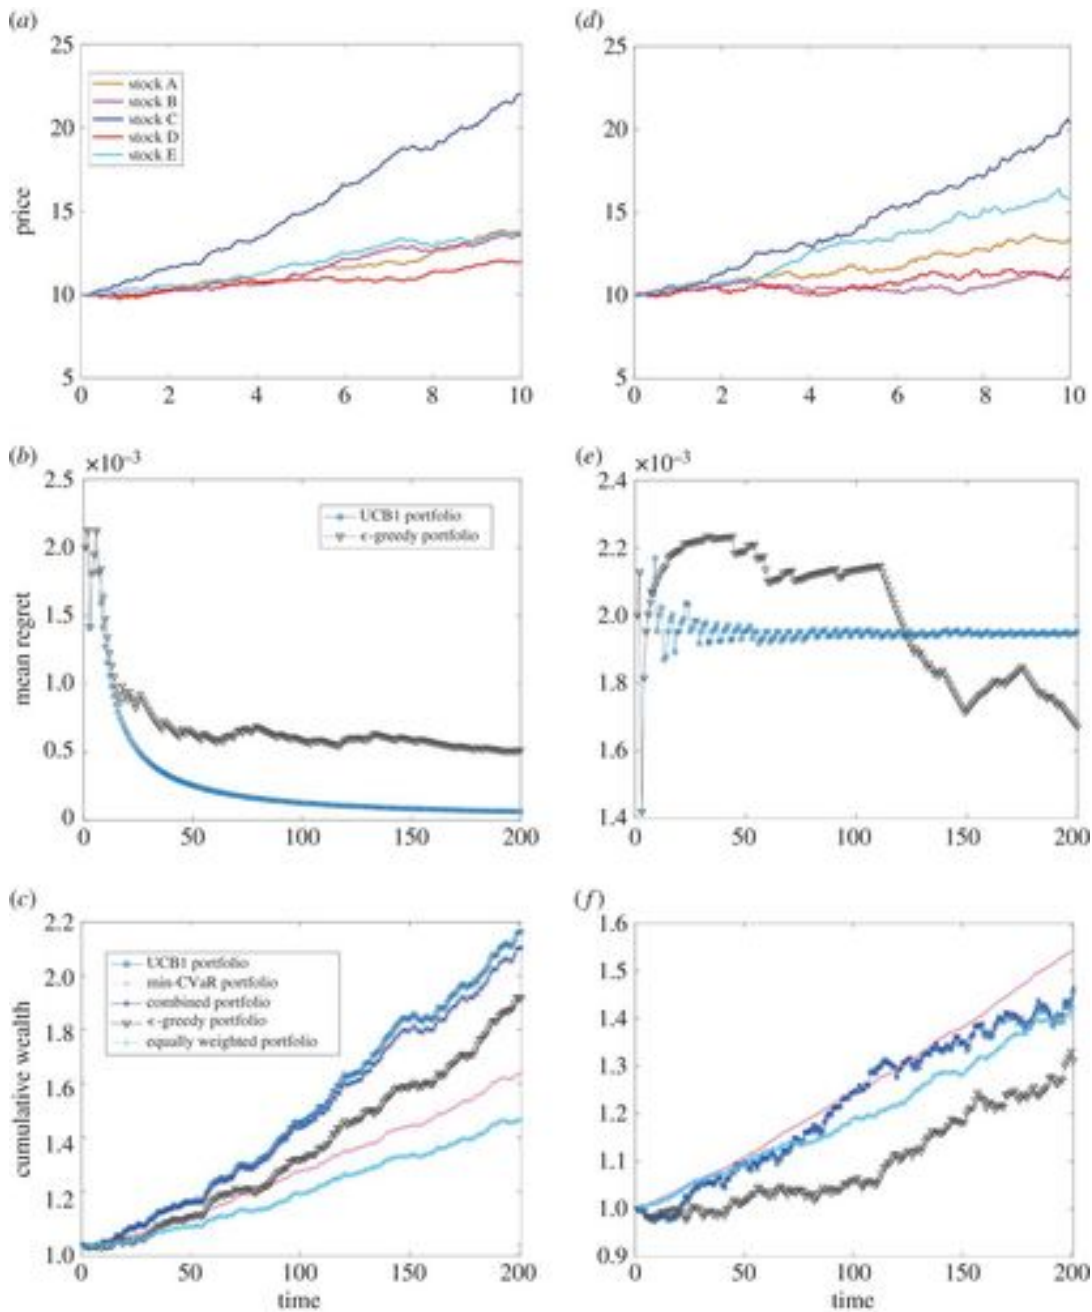 (a)
25
20
15
10
5
price
stock A
stock B
stock C
stock D
stock E
0 2 4 6 8 10
(d)
25
20
15
10
5
0 2 4 6 8 10
(b)
×10⁻³
2.5
2.0
1.5
1.0
0.5
0
mean regret
UCB1 portfolio
ϵ-greedy portfolio
0 50 100 150 200
(e)
×10⁻³
2.4
2.2
2.0
1.8
1.6
1.4
0 50 100 150 200
(c)
2.2
2.0
1.8
1.6
1.4
1.2
1.0
cumulative wealth
UCB1 portfolio
min-CVaR portfolio
combined portfolio
ϵ-greedy portfolio
equally weighted portfolio
0 50 100 150 200
time
(f)
1.6
1.5
1.4
1.3
1.2
1.1
1.0
0.9
0 50 100 150 200
time